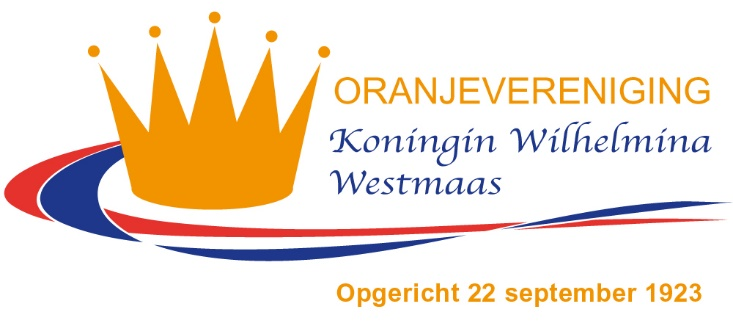 ORANJEVERENIGING
Koningin Wilhelmina
Westmaas
Opgericht 22 september 1923